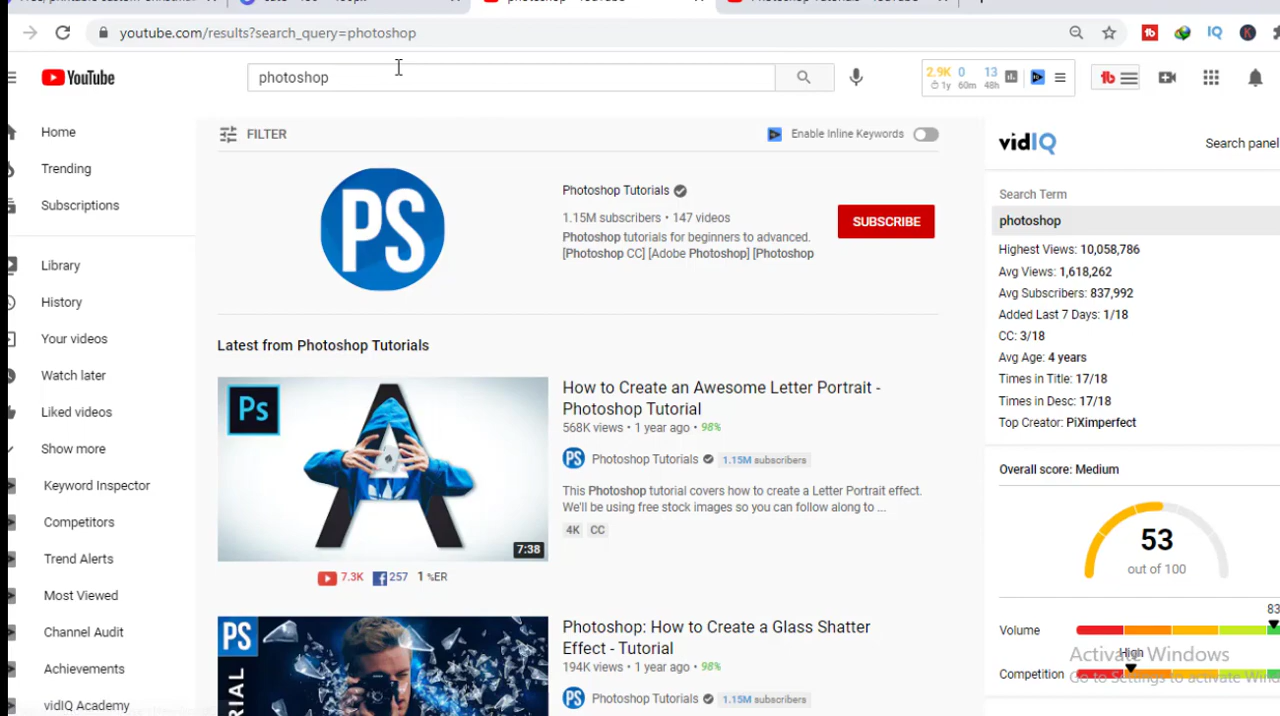 youtube.com/results?search_query=photoshop
YouTube
photoshop
2.9K 0 13
1y 60m 48h
Home
Trending
Subscriptions
Library
History
Your videos
Watch later
Liked videos
Show more
Keyword Inspector
Competitors
Trend Alerts
Most Viewed
Channel Audit
Achievements
vidIQ Academy
FILTER
Enable Inline Keywords
PS
Photoshop Tutorials
1.15M subscribers • 147 videos
Photoshop tutorials for beginners to advanced.
[Photoshop CC] [Adobe Photoshop] [Photoshop
SUBSCRIBE
Latest from Photoshop Tutorials
Ps
7:38
7.3K 257 1 %ER
How to Create an Awesome Letter Portrait -
Photoshop Tutorial
568K views • 1 year ago • 98%
PS Photoshop Tutorials 1.15M subscribers
This Photoshop tutorial covers how to create a Letter Portrait effect.
We'll be using free stock images so you can follow along to ...
4K CC
PS
RIAL
Photoshop: How to Create a Glass Shatter
Effect - Tutorial
194K views • 1 year ago • 98%
PS Photoshop Tutorials 1.15M subscribers
vidIQ
Search panel
Search Term
photoshop
Highest Views: 10,058,786
Avg Views: 1,618,262
Avg Subscribers: 837,992
Added Last 7 Days: 1/18
CC: 3/18
Avg Age: 4 years
Times in Title: 17/18
Times in Desc: 17/18
Top Creator: PiXimperfect
Overall score: Medium
53
out of 100
83
Volume
High
Competition
Activate Windows
Go to Settings to activate Win